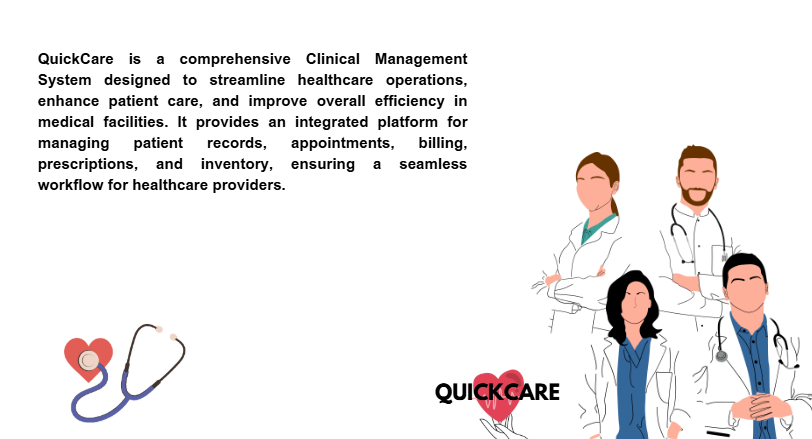 QuickCare is a comprehensive Clinical Management
System designed to streamline healthcare operations,
enhance patient care, and improve overall efficiency in
medical facilities. It provides an integrated platform for
managing patient records, appointments, billing,
prescriptions, and inventory, ensuring a seamless
workflow for healthcare providers.
QUICKCARE